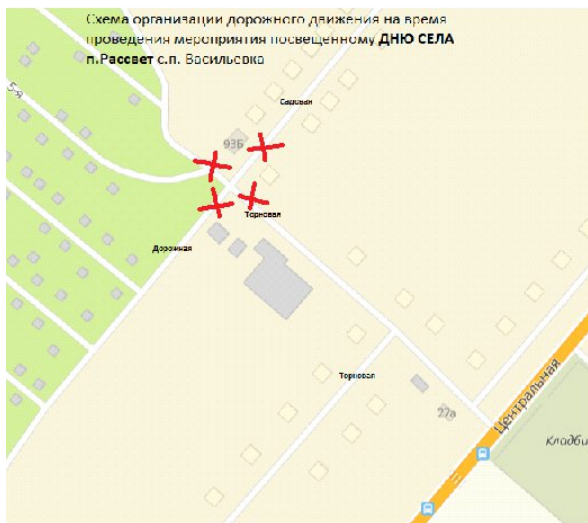 Схема организации дорожного движения на время
проведения мероприятия посвещенному ДНЮ СЕЛА
п.Рассвет с.п. Васильевка
5-я
Садовая
93Б
Торновая
Дорожная
Торновая
27а
Центральная
Кладби